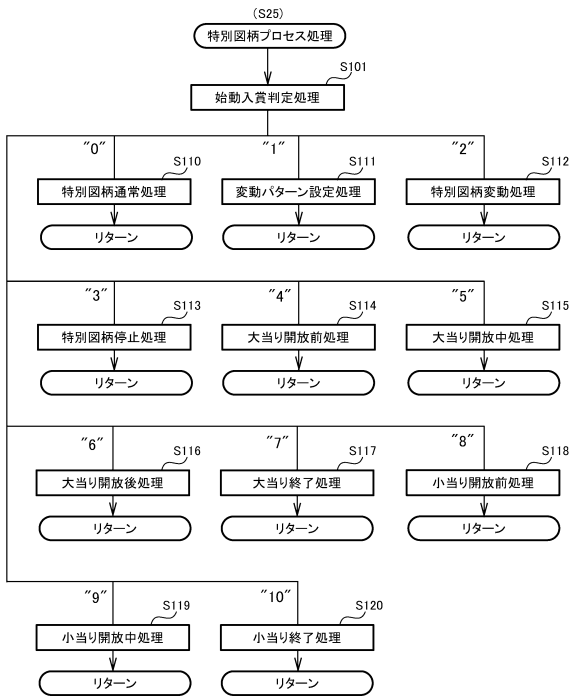 (S25)
特別図柄プロセス処理
S101
始動入賞判定処理
"0" "1" "2"
S110 S111 S112
特別図柄通常処理 変動パターン設定処理 特別図柄変動処理
リターン リターン リターン
"3" "4" "5"
S113 S114 S115
特別図柄停止処理 大当り開放前処理 大当り開放中処理
リターン リターン リターン
"6" "7" "8"
S116 S117 S118
大当り開放後処理 大当り終了処理 小当り開放前処理
リターン リターン リターン
"9" "10"
S119 S120
小当り開放中処理 小当り終了処理
リターン リターン